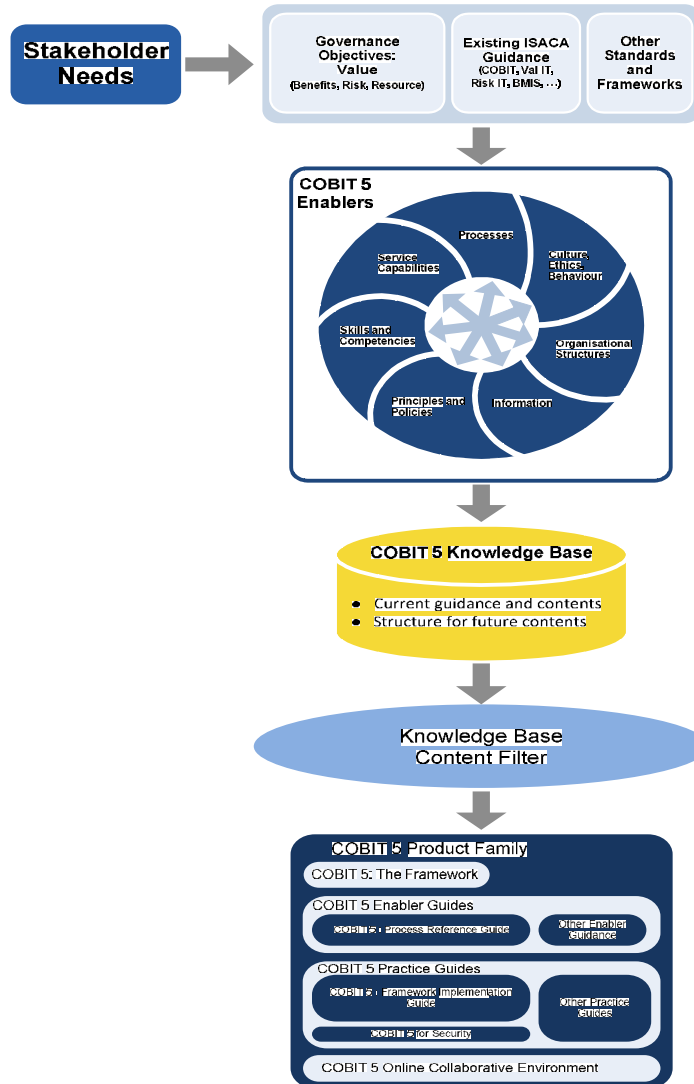 Stakeholder
Needs
Governance
Objectives:
Value
(Benefits, Risk, Resource)
Existing ISACA
Guidance
(COBIT, Val IT,
Risk IT, BMIS, ...)
Other
Standards
and
Frameworks
COBIT 5
Enablers
Processes
Culture,
Ethics,
Behaviour
Service
Capabilities
Skills and
Competencies
Organisational
Structures
Principles and
Policies
Information
COBIT 5 Knowledge Base
• Current guidance and contents
• Structure for future contents
Knowledge Base
Content Filter
COBIT 5 Product Family
COBIT 5: The Framework
COBIT 5 Enabler Guides
COBIT 5: Process Reference Guide
Other Enabler
Guidance
COBIT 5 Practice Guides
COBIT 5: Framework Implementation
Guide
Other Practice
Guides
COBIT 5 for Security
COBIT 5 Online Collaborative Environment